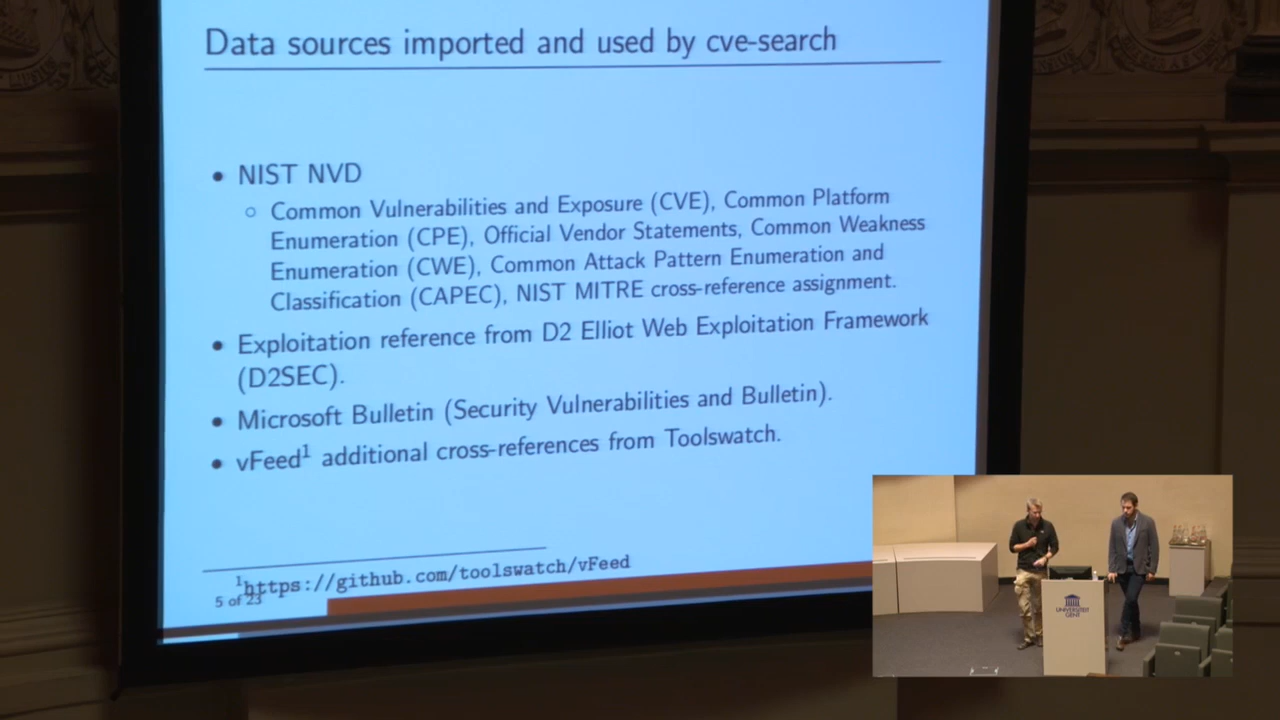 Data sources imported and used by cve-search
• NIST NVD
○ Common Vulnerabilities and Exposure (CVE), Common Platform
Enumeration (CPE), Official Vendor Statements, Common Weakness
Enumeration (CWE), Common Attack Pattern Enumeration and
Classification (CAPEC), NIST MITRE cross-reference assignment.
• Exploitation reference from D2 Elliot Web Exploitation Framework
(D2SEC).
• Microsoft Bulletin (Security Vulnerabilities and Bulletin).
• vFeed1 additional cross-references from Toolswatch.
1https://github.com/toolswatch/vFeed
5 of 23
UNIVERSITEIT
GENT